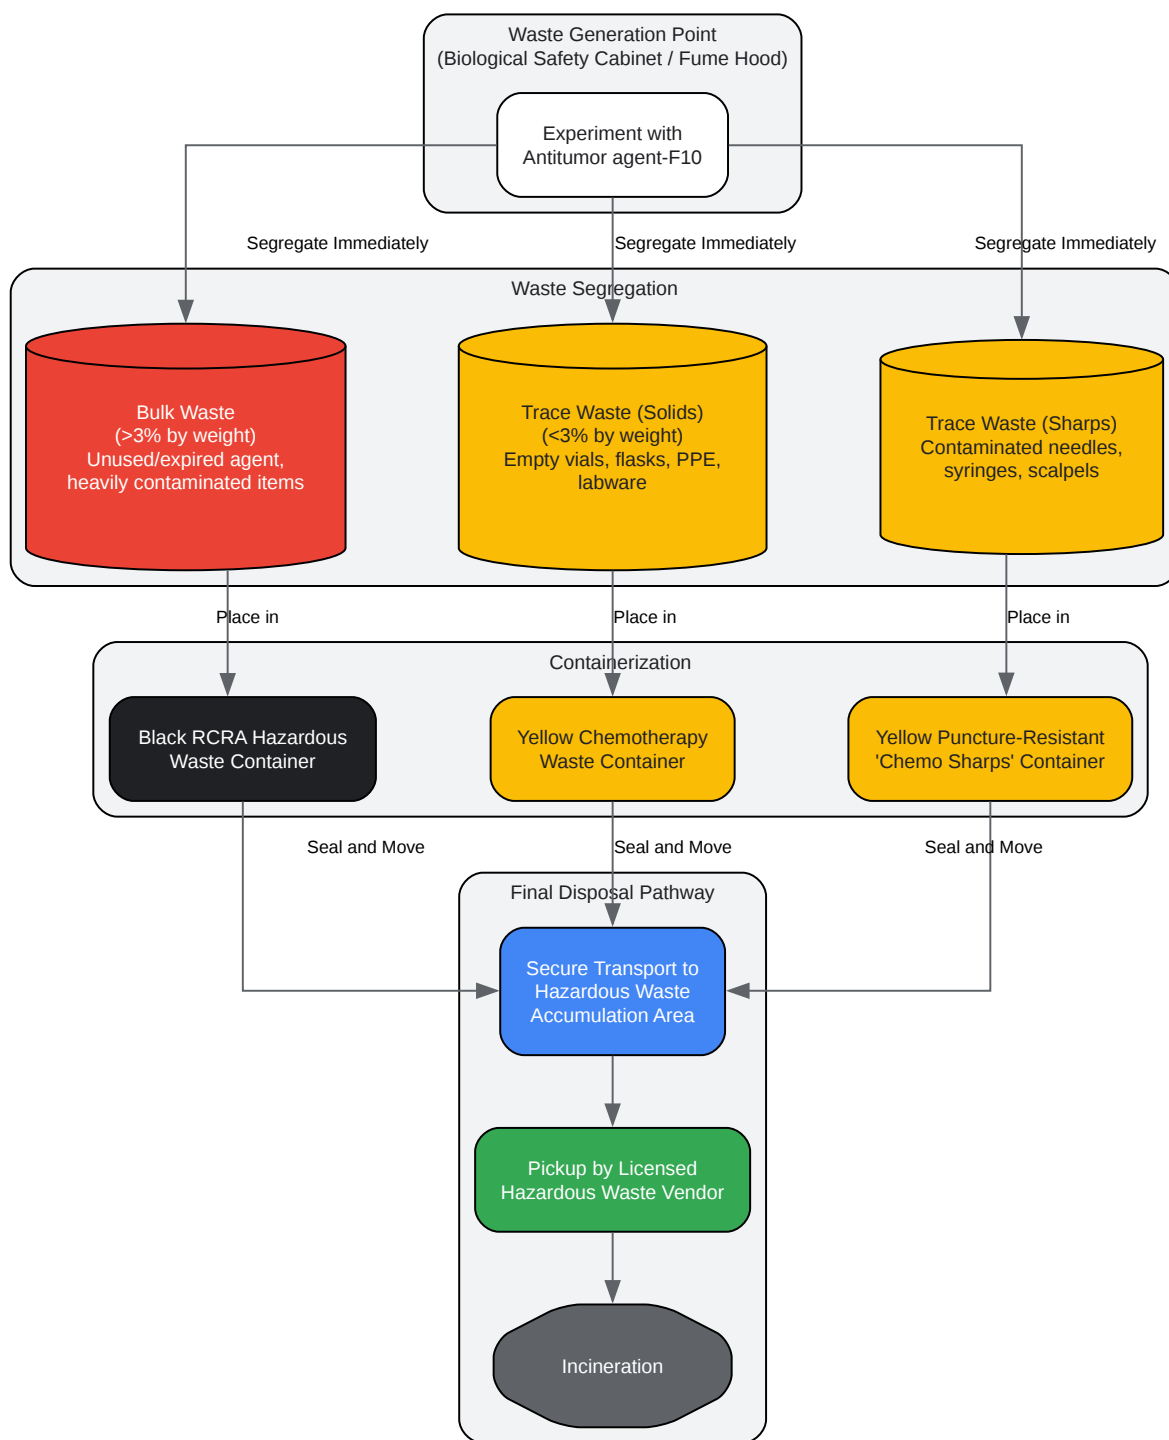 Waste Generation Point
(Biological Safety Cabinet / Fume Hood)
Experiment with
Antitumor agent-F10
Segregate Immediately
Segregate Immediately
Segregate Immediately
Waste Segregation
Bulk Waste
(>3% by weight)
Unused/expired agent,
heavily contaminated items
Trace Waste (Solids)
(<3% by weight)
Empty vials, flasks, PPE,
labware
Trace Waste (Sharps)
Contaminated needles,
syringes, scalpels
Place in
Place in
Place in
Containerization
Black RCRA Hazardous
Waste Container
Yellow Chemotherapy
Waste Container
Yellow Puncture-Resistant
'Chemo Sharps' Container
Seal and Move
Seal and Move
Seal and Move
Final Disposal Pathway
Secure Transport to
Hazardous Waste
Accumulation Area
Pickup by Licensed
Hazardous Waste Vendor
Incineration